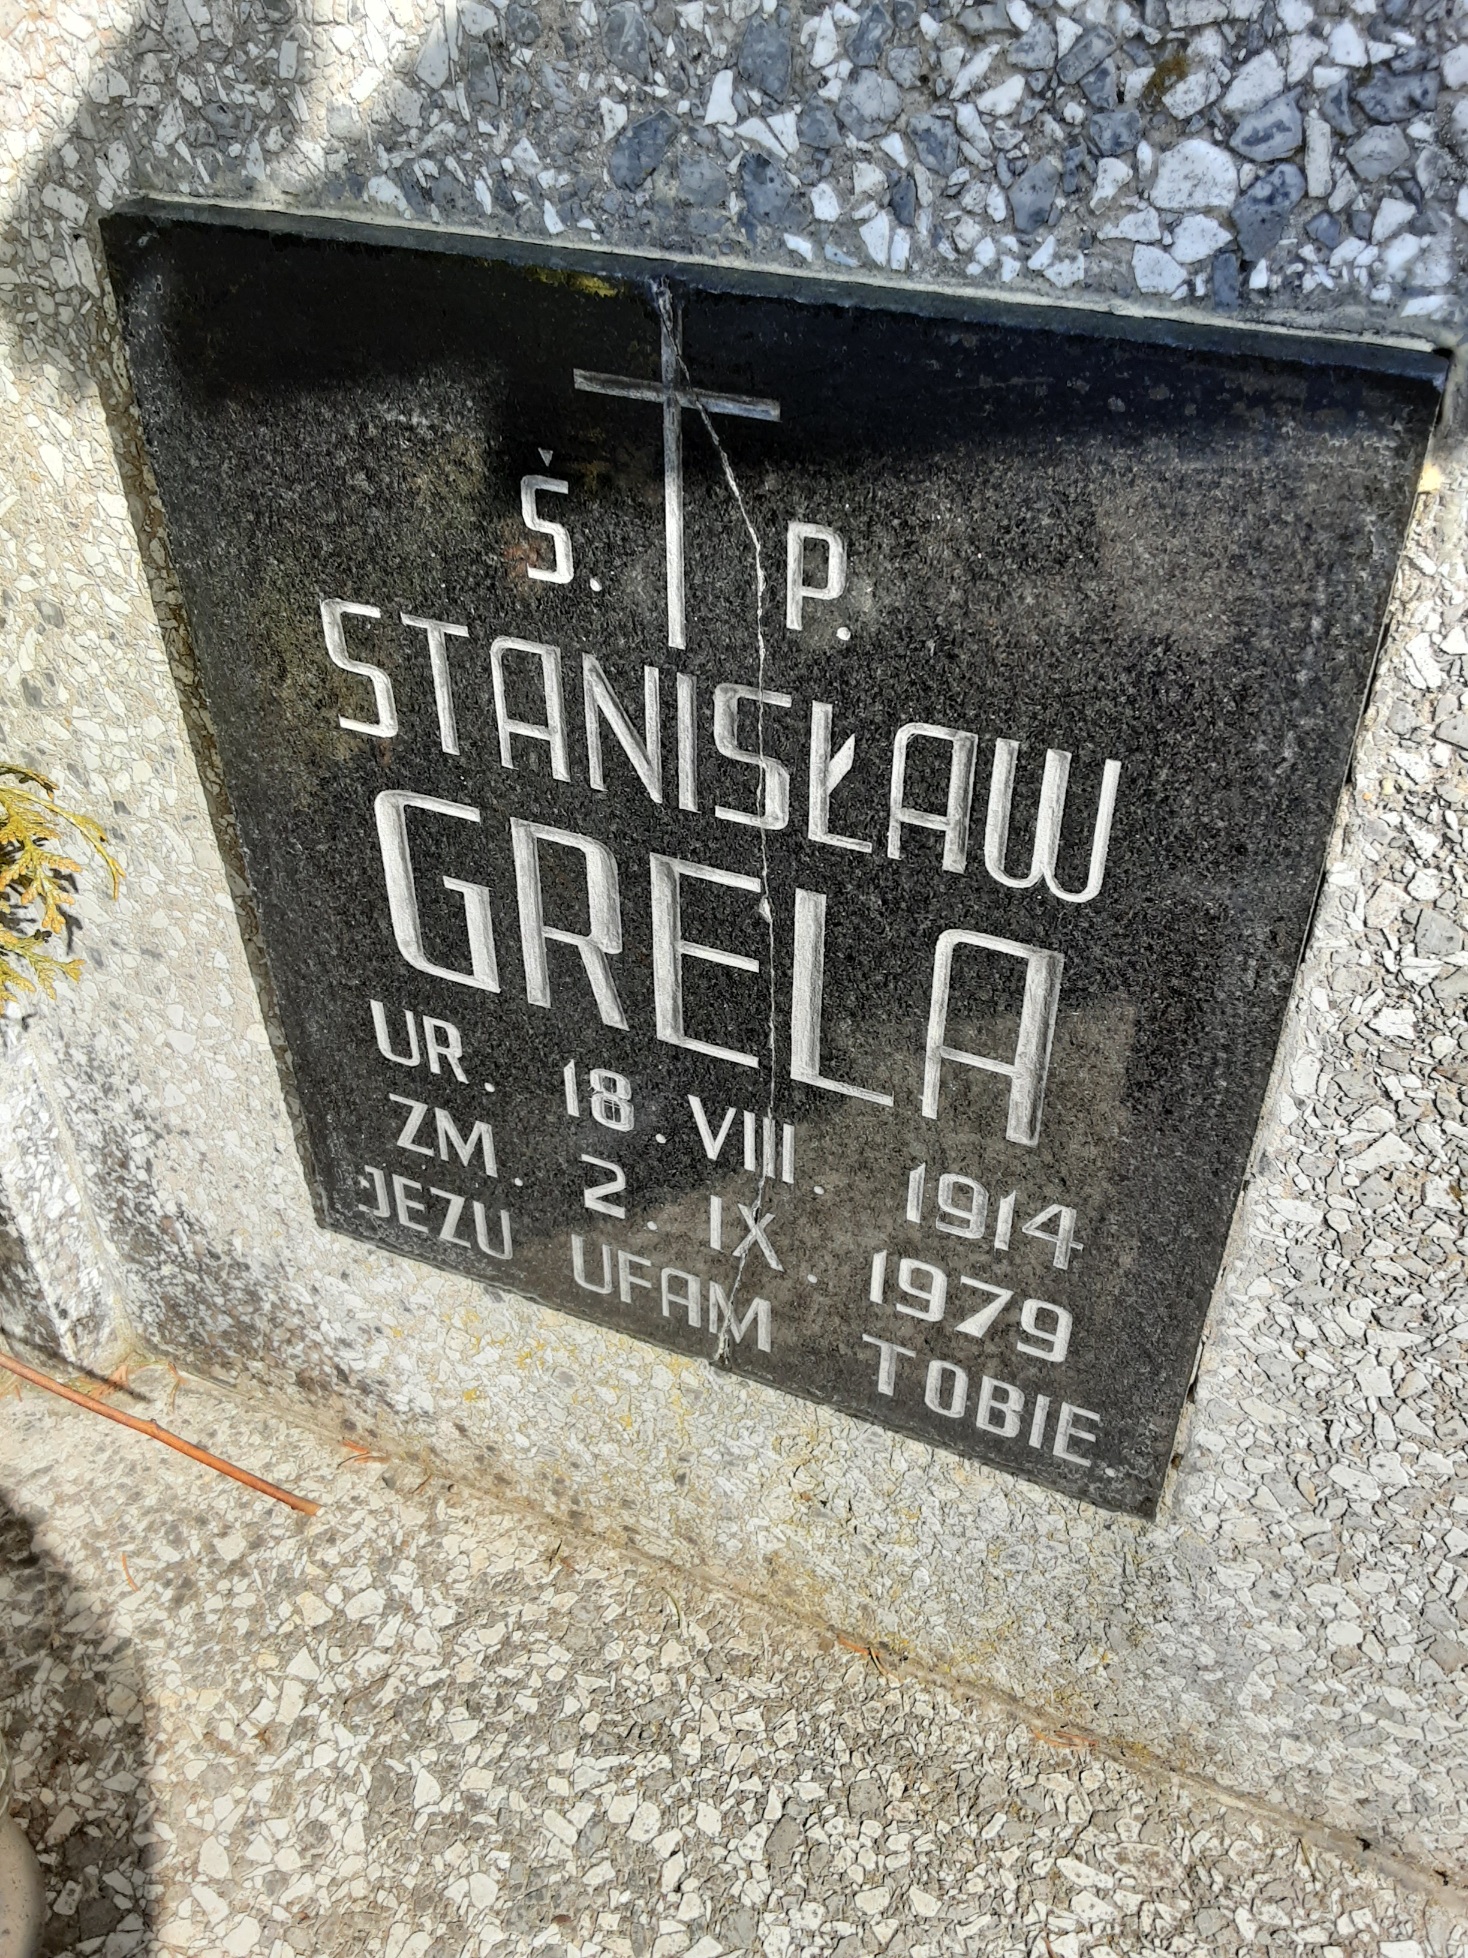 Ś. P.
STANISŁAW
GRELA
UR. 18. VIII. 1914
ZM. 2. IX. 1979
JEZU UFAM TOBIE.